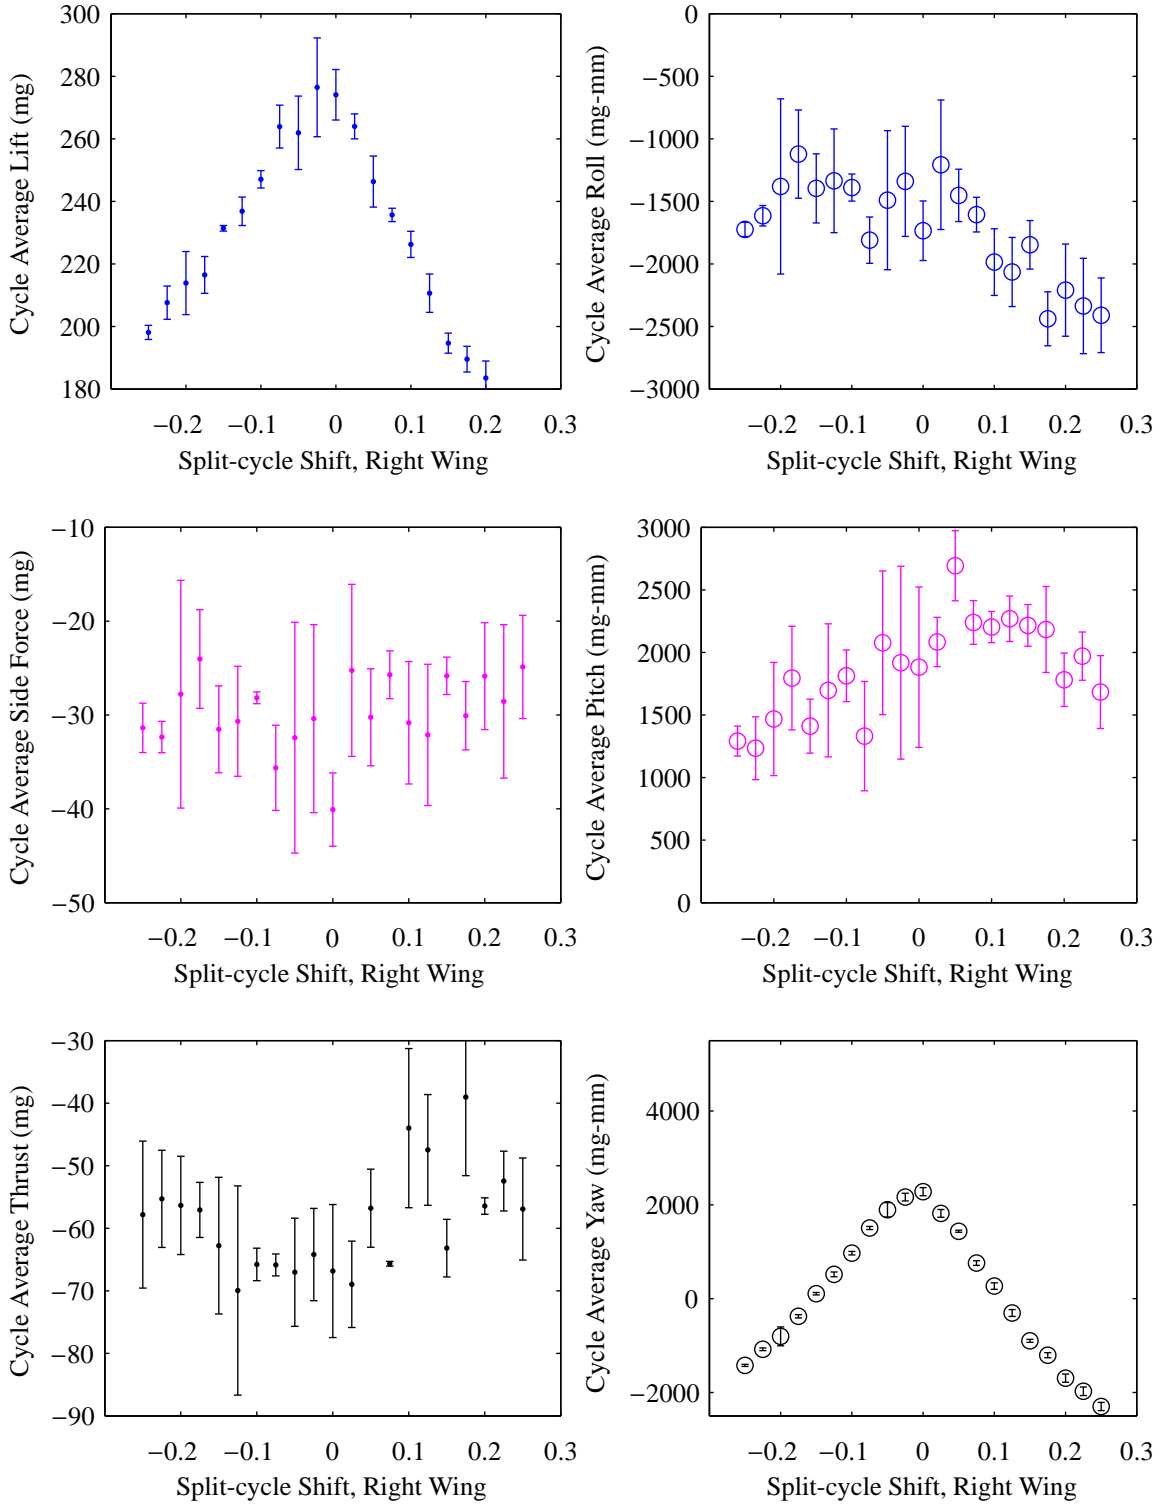 300
280
260
240
220
200
180
Cycle Average Lift (mg)
−0.2 −0.1 0 0.1 0.2 0.3
Split-cycle Shift, Right Wing
0
−500
−1000
−1500
−2000
−2500
−3000
Cycle Average Roll (mg-mm)
−0.2 −0.1 0 0.1 0.2 0.3
Split-cycle Shift, Right Wing
−10
−20
−30
−40
−50
Cycle Average Side Force (mg)
−0.2 −0.1 0 0.1 0.2 0.3
Split-cycle Shift, Right Wing
3000
2500
2000
1500
1000
500
0
Cycle Average Pitch (mg-mm)
−0.2 −0.1 0 0.1 0.2 0.3
Split-cycle Shift, Right Wing
−30
−40
−50
−60
−70
−80
−90
Cycle Average Thrust (mg)
−0.2 −0.1 0 0.1 0.2 0.3
Split-cycle Shift, Right Wing
4000
2000
0
−2000
Cycle Average Yaw (mg-mm)
−0.2 −0.1 0 0.1 0.2 0.3
Split-cycle Shift, Right Wing